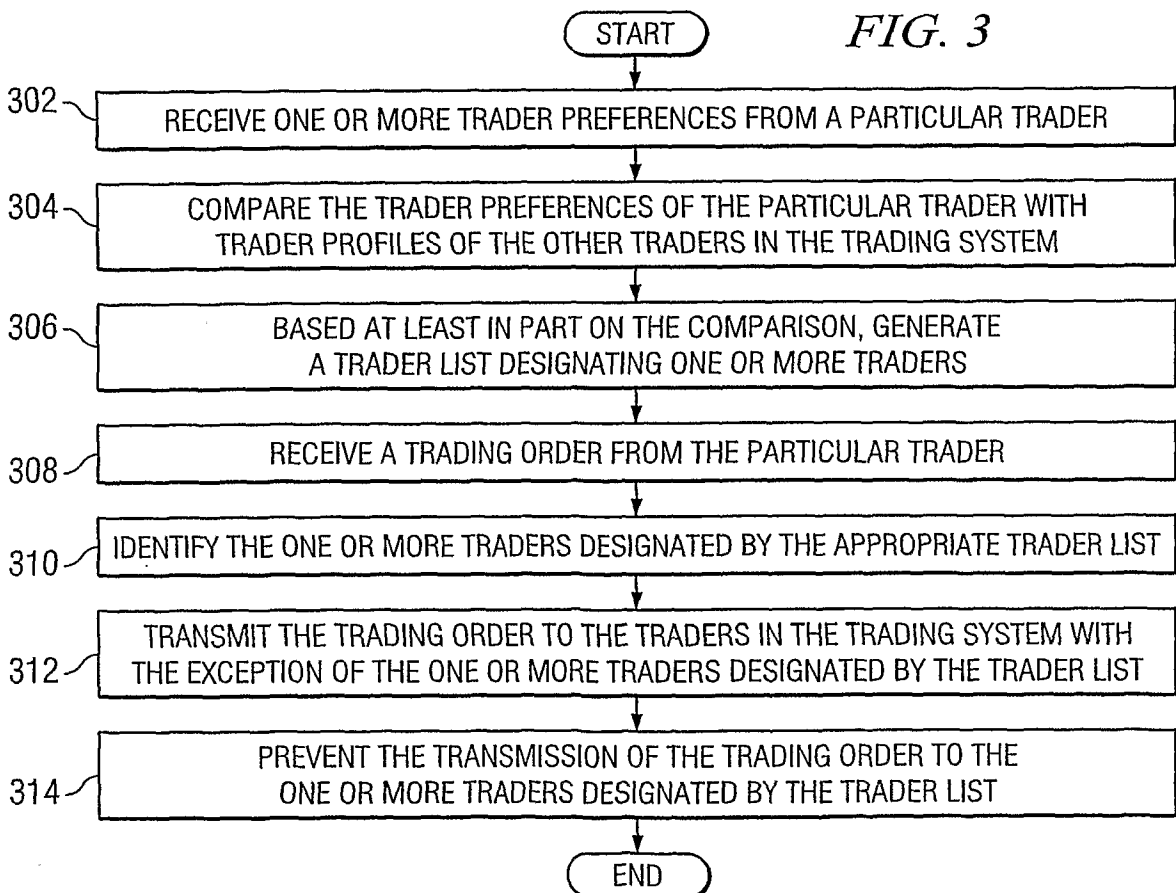 START
FIG. 3
302
RECEIVE ONE OR MORE TRADER PREFERENCES FROM A PARTICULAR TRADER
304
COMPARE THE TRADER PREFERENCES OF THE PARTICULAR TRADER WITH
TRADER PROFILES OF THE OTHER TRADERS IN THE TRADING SYSTEM
306
BASED AT LEAST IN PART ON THE COMPARISON, GENERATE
A TRADER LIST DESIGNATING ONE OR MORE TRADERS
308
RECEIVE A TRADING ORDER FROM THE PARTICULAR TRADER
310
IDENTIFY THE ONE OR MORE TRADERS DESIGNATED BY THE APPROPRIATE TRADER LIST
312
TRANSMIT THE TRADING ORDER TO THE TRADERS IN THE TRADING SYSTEM WITH
THE EXCEPTION OF THE ONE OR MORE TRADERS DESIGNATED BY THE TRADER LIST
314
PREVENT THE TRANSMISSION OF THE TRADING ORDER TO THE
ONE OR MORE TRADERS DESIGNATED BY THE TRADER LIST
END